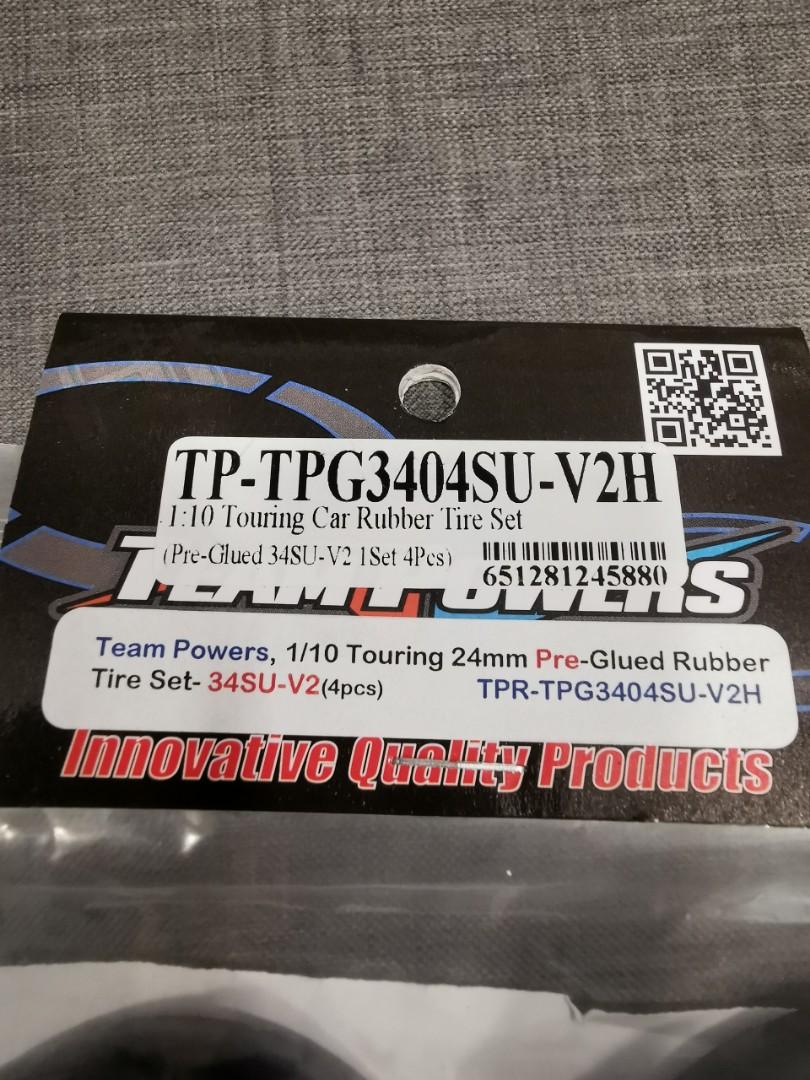 TP-TPG3404SU-V2H
1:10 Touring Car Rubber Tire Set
(Pre-Glued 34SU-V2 1Set 4Pcs)
651281245880
TEAM POWERS
Team Powers, 1/10 Touring 24mm Pre-Glued Rubber
Tire Set- 34SU-V2(4pcs) TPR-TPG3404SU-V2H
Innovative Quality Products